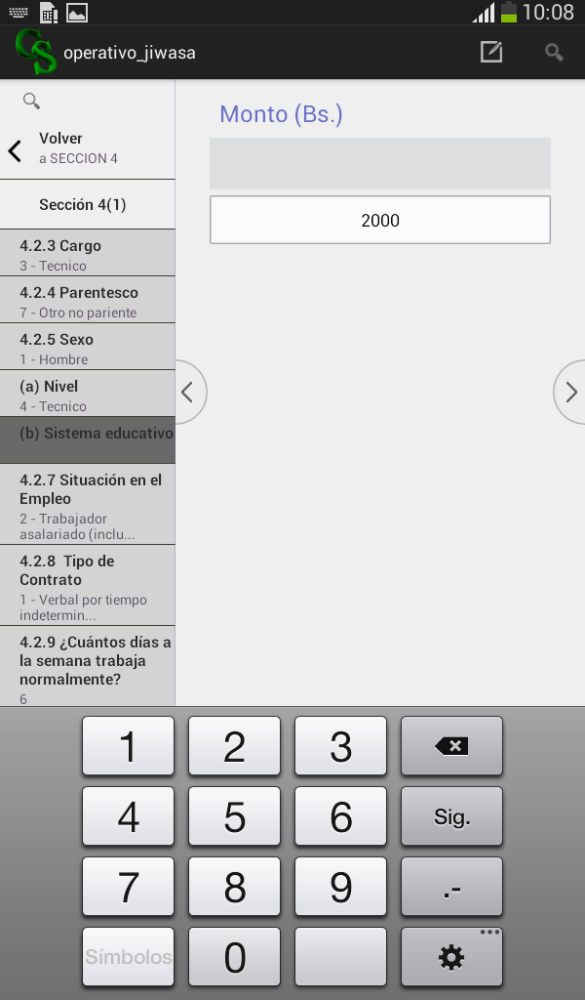 10:08
CS operativo_jiwasa
Volver
a SECCION 4
Sección 4(1)
4.2.3 Cargo
3 - Tecnico
4.2.4 Parentesco
7 - Otro no pariente
4.2.5 Sexo
1 - Hombre
(a) Nivel
4 - Tecnico
(b) Sistema educativo
4.2.7 Situación en el
Empleo
2 - Trabajador
asalariado (inclu...
4.2.8 Tipo de
Contrato
1 - Verbal por tiempo
indetermin...
4.2.9 ¿Cuántos días a
la semana trabaja
normalmente?
6
Monto (Bs.)
2000
1 2 3
4 5 6 Sig.
7 8 9 .-
Símbolos 0